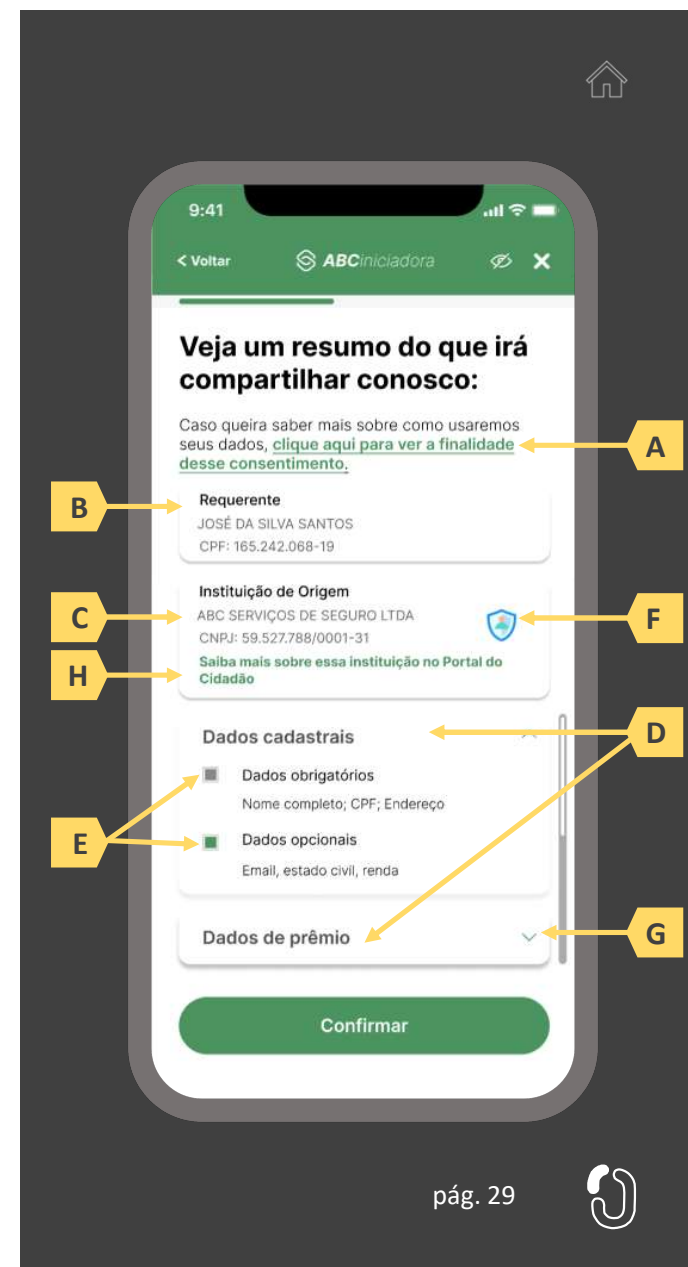 9:41
< Voltar
ABCiniciadora
Veja um resumo do que irá
compartilhar conosco:
Caso queira saber mais sobre como usaremos
seus dados, clique aqui para ver a finalidade
desse consentimento.
A
B
Requerente
JOSÉ DA SILVA SANTOS
CPF: 165.242.068-19
Instituição de Origem
C
ABC SERVIÇOS DE SEGURO LTDA
F
CNPJ: 59.527.788/0001-31
H
Saiba mais sobre essa instituição no Portal do
Cidadão
Dados cadastrais
D
Dados obrigatórios
Nome completo; CPF; Endereço
E
Dados opcionais
Email, estado civil, renda
Dados de prêmio
G
Confirmar
pág. 29